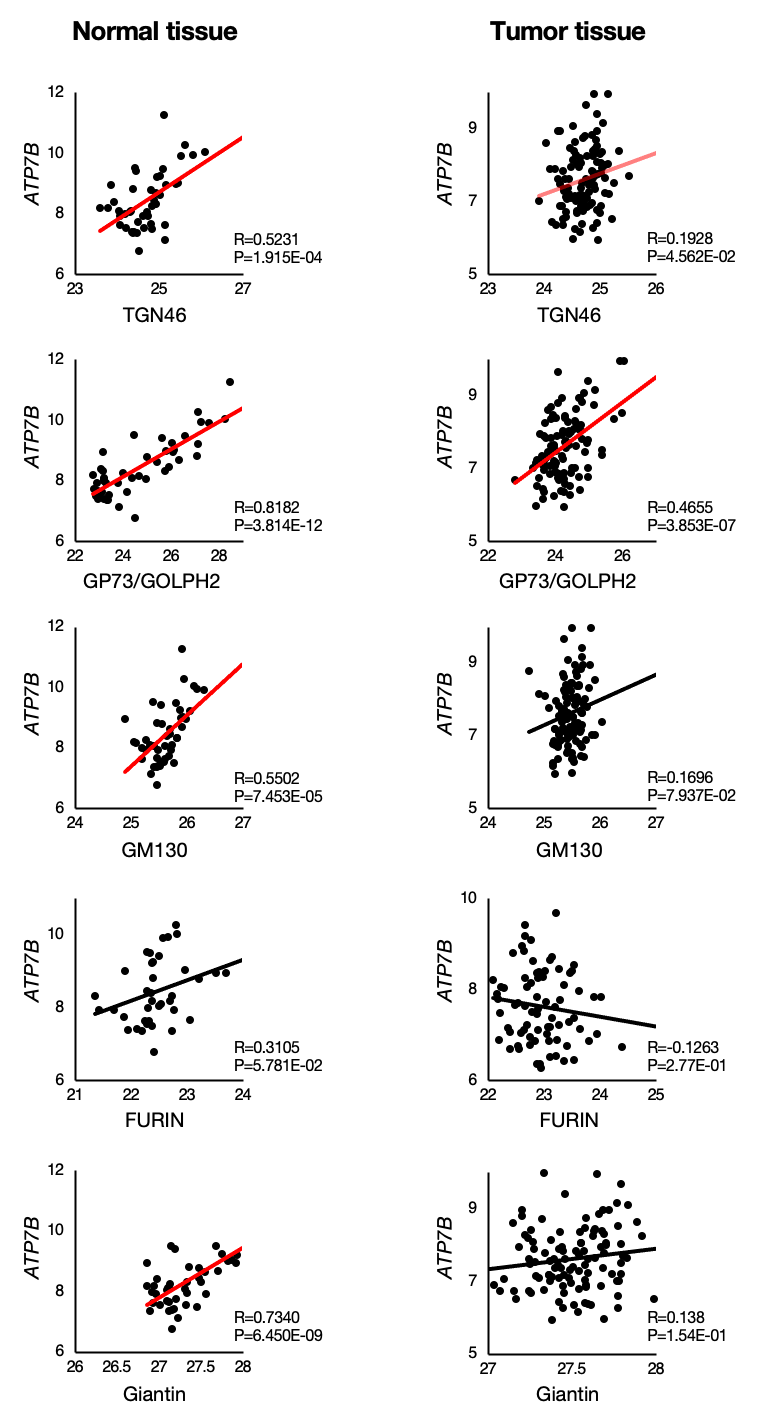 Normal tissue
Tumor tissue
ATP7B
12
10
8
6
23
24
25
26
27
R=0.5231
P=1.915E-04
TGN46
ATP7B
9
7
5
23
24
25
26
R=0.1928
P=4.562E-02
TGN46
ATP7B
12
10
8
6
22
24
26
28
R=0.8182
P=3.814E-12
GP73/GOLPH2
ATP7B
9
7
5
22
24
26
R=0.4655
P=3.853E-07
GP73/GOLPH2
ATP7B
12
10
8
6
24
25
26
27
R=0.5502
P=7.453E-05
GM130
ATP7B
9
7
5
24
25
26
27
R=0.1696
P=7.937E-02
GM130
ATP7B
10
8
6
21
22
23
24
R=0.3105
P=5.781E-02
FURIN
ATP7B
10
8
6
22
23
24
25
R=-0.1263
P=2.77E-01
FURIN
ATP7B
12
10
8
6
26
26.5
27
27.5
28
R=0.7340
P=6.450E-09
Giantin
ATP7B
9
7
5
27
27.5
28
R=0.138
P=1.54E-01
Giantin